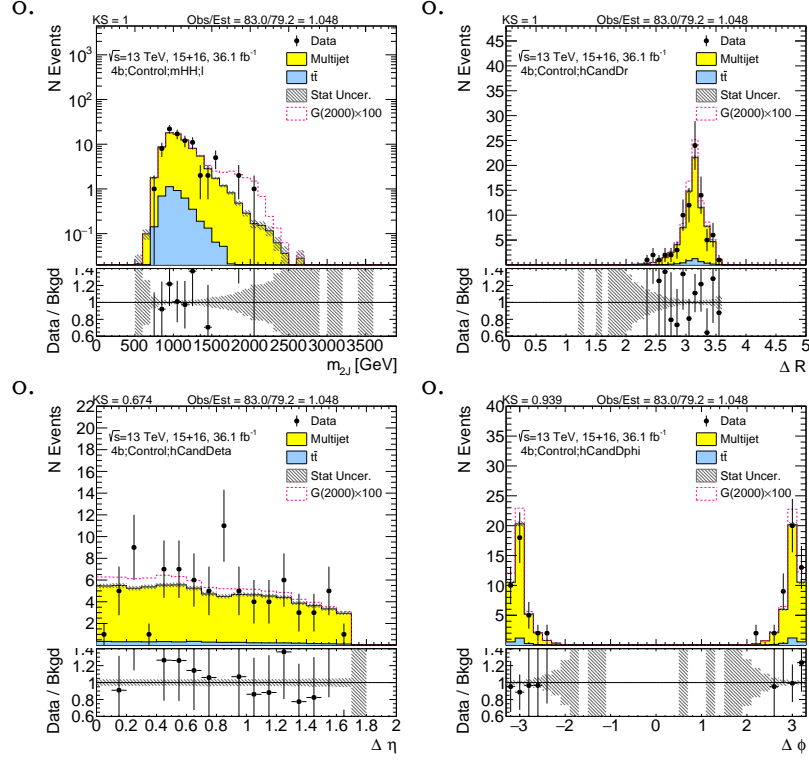 o.
KS = 1 Obs/Est = 83.0/79.2 = 1.048
N Events
√s=13 TeV, 15+16, 36.1 fb⁻¹
4b;Control;mHH;l
Data
Multijet
tt̄
Stat Uncer.
G(2000)×100
10³
10²
10
1
10⁻¹
Data / Bkgd
1.4
1.2
1
0.8
0.6
0 500 1000 1500 2000 2500 3000 3500
m₂J [GeV]
o.
KS = 1 Obs/Est = 83.0/79.2 = 1.048
N Events
√s=13 TeV, 15+16, 36.1 fb⁻¹
4b;Control;hCandDr
Data
Multijet
tt̄
Stat Uncer.
G(2000)×100
45
40
35
30
25
20
15
10
5
Data / Bkgd
1.4
1.2
1
0.8
0.6
0 0.5 1 1.5 2 2.5 3 3.5 4 4.5 5
Δ R
o.
KS = 0.674 Obs/Est = 83.0/79.2 = 1.048
N Events
√s=13 TeV, 15+16, 36.1 fb⁻¹
4b;Control;hCandDeta
Data
Multijet
tt̄
Stat Uncer.
G(2000)×100
22
20
18
16
14
12
10
8
6
4
2
Data / Bkgd
1.4
1.2
1
0.8
0.6
0 0.2 0.4 0.6 0.8 1 1.2 1.4 1.6 1.8 2
Δ η
o.
KS = 0.939 Obs/Est = 83.0/79.2 = 1.048
N Events
√s=13 TeV, 15+16, 36.1 fb⁻¹
4b;Control;hCandDphi
Data
Multijet
tt̄
Stat Uncer.
G(2000)×100
40
35
30
25
20
15
10
5
Data / Bkgd
1.4
1.2
1
0.8
0.6
−3 −2 −1 0 1 2 3
Δ ϕ